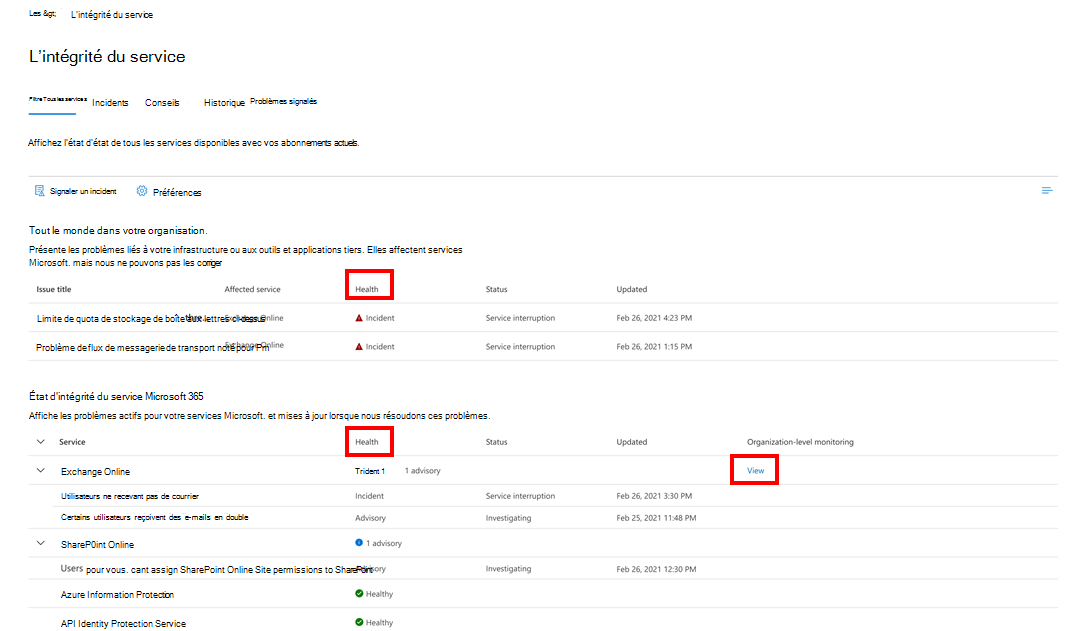 Les &gt; L'intégrité du service
L'intégrité du service
Filtre Tous les services Incidents Conseils Historique Problèmes signalés
Affichez l'état d'état de tous les services disponibles avec vos abonnements actuels.
Signaler un incident Préférences
Tout le monde dans votre organisation.
Présente les problèmes liés à votre infrastructure ou aux outils et applications tiers. Elles affectent services
Microsoft. mais nous ne pouvons pas les corriger
Issue title Affected service Health Status Updated
Limite de quota de stockage de boîte aux lettres ci-dessus Online Incident Service interruption Feb 26, 2021 4:23 PM
Problème de flux de messagerie de transport noté pour Pm Exchange Online Incident Service interruption Feb 26, 2021 1:15 PM
État d'intégrité du service Microsoft 365
Affiche les problèmes actifs pour votre services Microsoft. et mises à jour lorsque nous résoudons ces problèmes.
Service Health Status Updated Organization-level monitoring
Exchange Online Trident 1 1 advisory View
Utilisateurs ne recevant pas de courrier Incident Service interruption Feb 26, 2021 3:30 PM
Certains utilisateurs reçoivent des e-mails en double Advisory Investigating Feb 25, 2021 11:48 PM
ShareP0int Online 1 advisory
Users pour vous. cant assign SharePoint Online Site permissions to SharePoint Investigating Feb 26, 2021 12:30 PM
Azure Information Protection Healthy
API Identity Protection Service Healthy